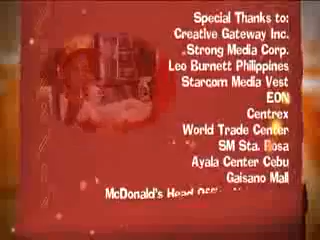 Special Thanks to:
Creative Gateway Inc.
Strong Media Corp.
Leo Burnett Philippines
Starcom Media Vest
EON
Centrex
World Trade Center
SM Sta. Rosa
Ayala Center Cebu
Gaisano Mall
McDonald's Head